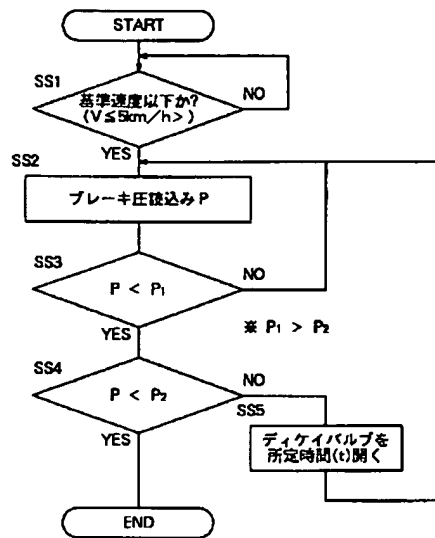 START
SS1
基準速度以下か?
(V≦5km/h>)
NO
YES
SS2
ブレーキ圧読込み P
SS3
P < P₁
NO
YES
※ P₁ > P₂
SS4
P < P₂
NO
YES
SS5
ディケイバルブを
所定時間(t)開く
END